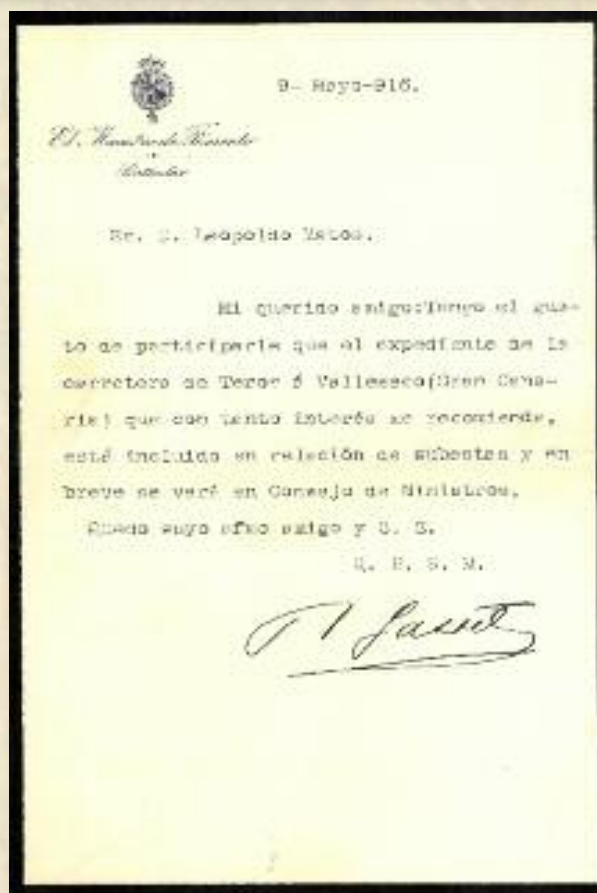 9- Mayo-916.
El Ministro de Fomento
Particular
Sr. D. Leopoldo Matos.
Mi querido amigo:Tengo el gus-
to de participarle que el expediente de la
carretera de Teror á Valleseco(Gran Cana-
ria) que con tanto interés me recomienda,
está incluida en relación de subastas y en
breve se verá en Consejo de Ministros.
Queda suyo afmo amigo y S. S.
Q. E. S. M.
Gasset